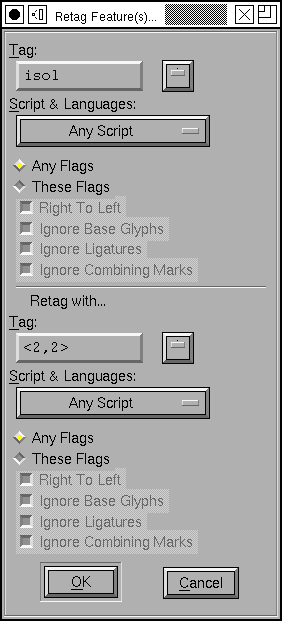 Retag Feature(s)...
Tag:
isol
Script & Languages:
Any Script
Any Flags
These Flags
Right To Left
Ignore Base Glyphs
Ignore Ligatures
Ignore Combining Marks
Retag with...
Tag:
<2,2>
Script & Languages:
Any Script
Any Flags
These Flags
Right To Left
Ignore Base Glyphs
Ignore Ligatures
Ignore Combining Marks
OK Cancel